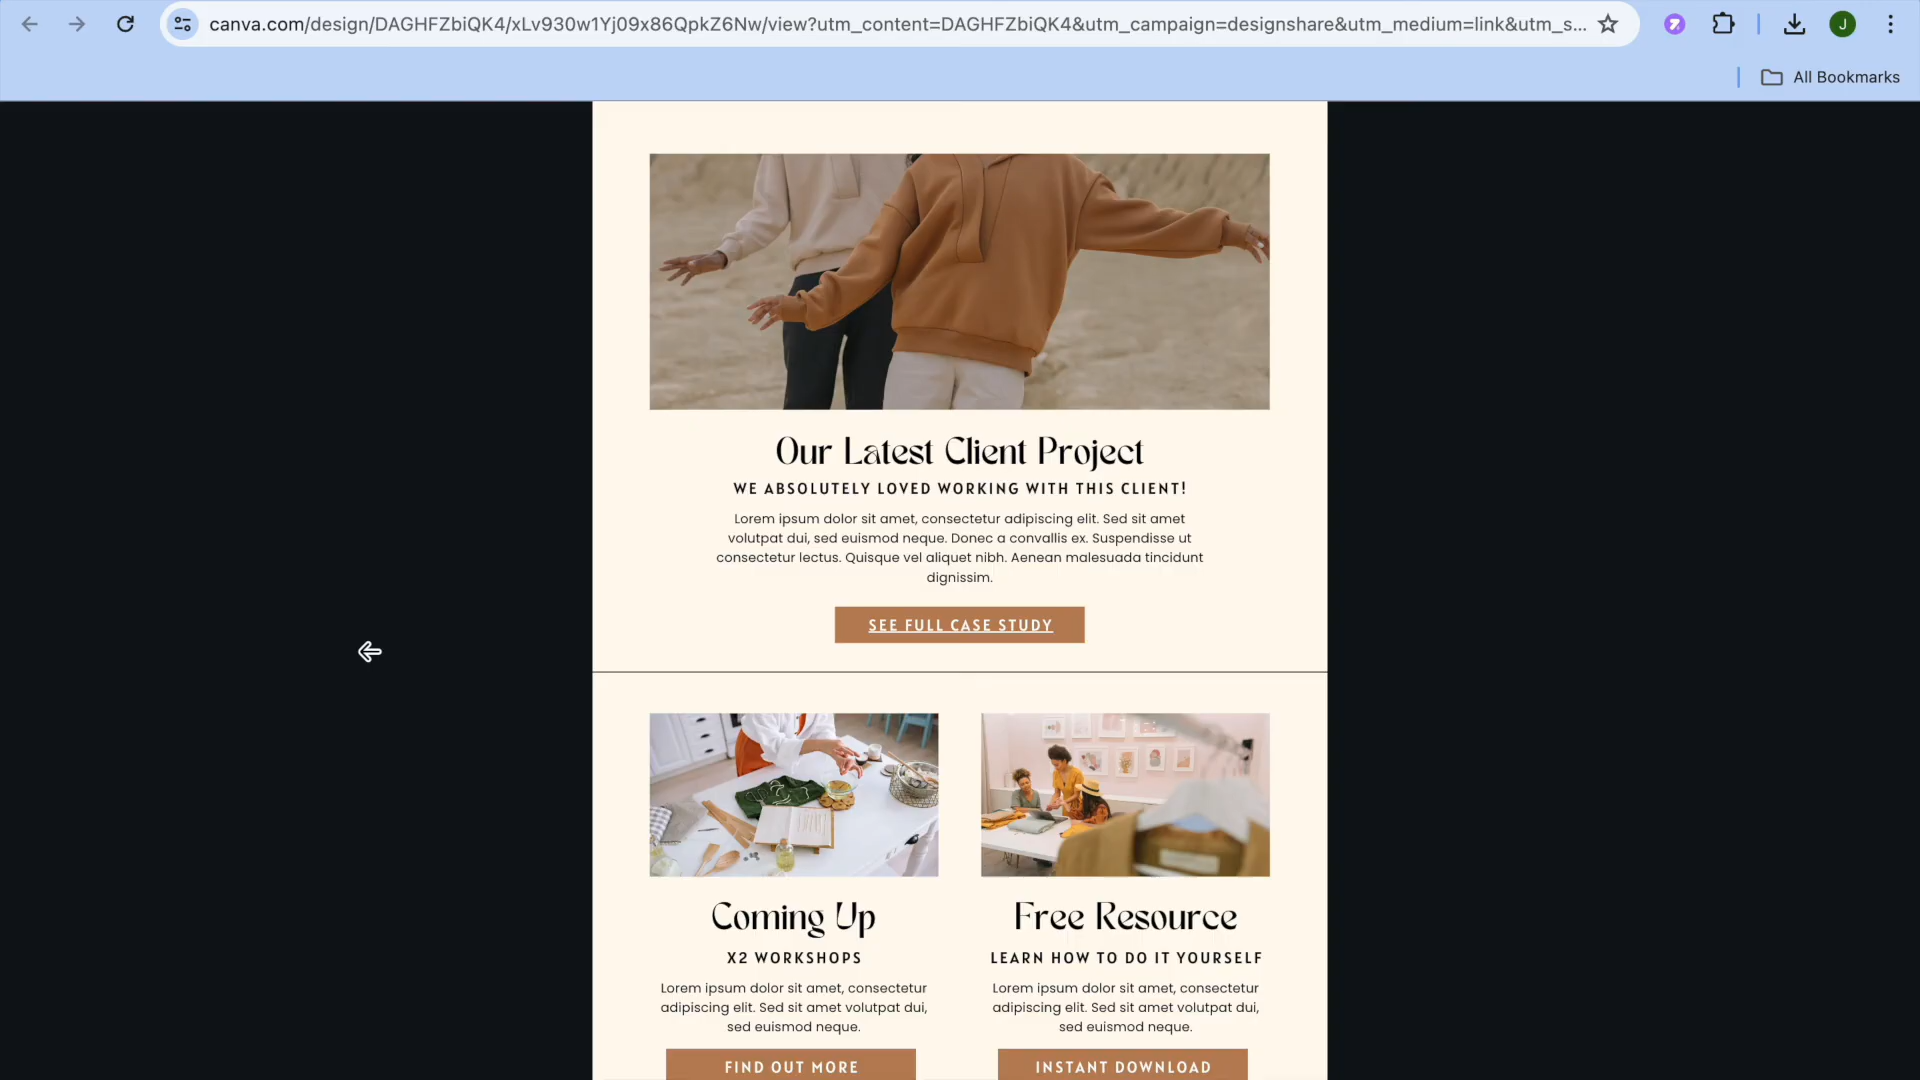 canva.com/design/DAGHFZbiQK4/xLv930w1Yj09x86QpkZ6Nw/view?utm_content=DAGHFZbiQK4&utm_campaign=designshare&utm_medium=link&utm_s...
J
All Bookmarks
Our Latest Client Project
WE ABSOLUTELY LOVED WORKING WITH THIS CLIENT!
Lorem ipsum dolor sit amet, consectetur adipiscing elit. Sed sit amet
volutpat dui, sed euismod neque. Donec a convallis ex. Suspendisse ut
consectetur lectus. Quisque vel aliquet nibh. Aenean malesuada tincidunt
dignissim.
SEE FULL CASE STUDY
Coming Up
X2 WORKSHOPS
Lorem ipsum dolor sit amet, consectetur
adipiscing elit. Sed sit amet volutpat dui,
sed euismod neque.
FIND OUT MORE
Free Resource
LEARN HOW TO DO IT YOURSELF
Lorem ipsum dolor sit amet, consectetur
adipiscing elit. Sed sit amet volutpat dui,
sed euismod neque.
INSTANT DOWNLOAD